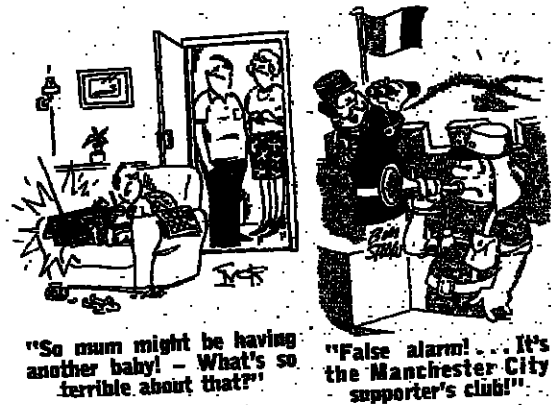 "So mum might be having
another baby! – What's so
terrible about that?"
"False alarm! . . . It's
the Manchester City
supporter's club!"